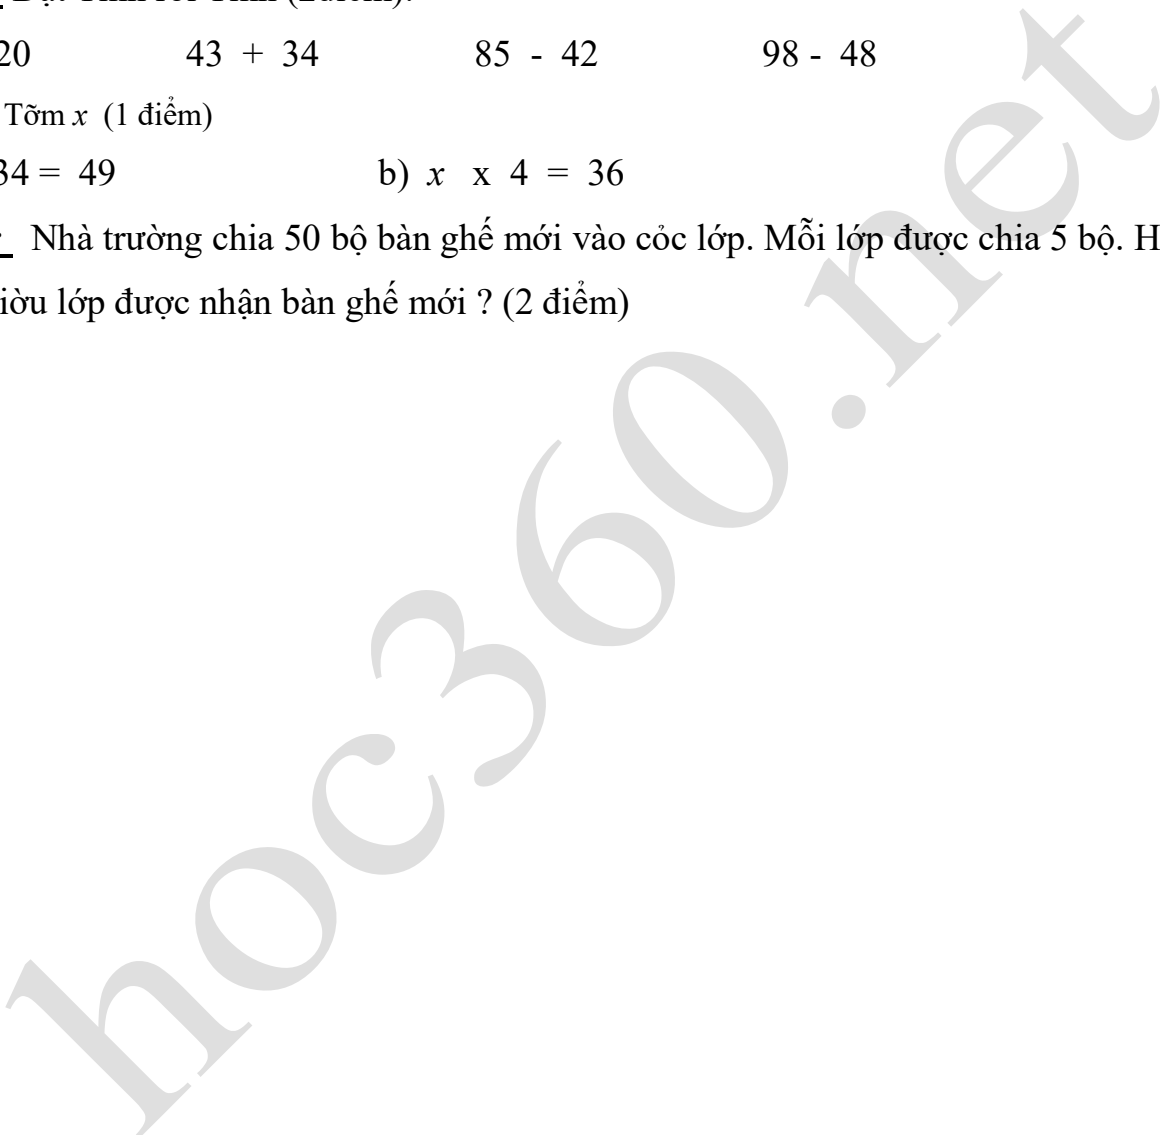 20 43 + 34 85 - 42 98 - 48
Tỡm x (1 điểm)
34 = 49 b) x x 4 = 36
Nhà trường chia 50 bộ bàn ghế mới vào cỏc lớp. Mỗi lớp được chia 5 bộ. H
iờu lớp được nhận bàn ghế mới ? (2 điểm)
hoc360.net